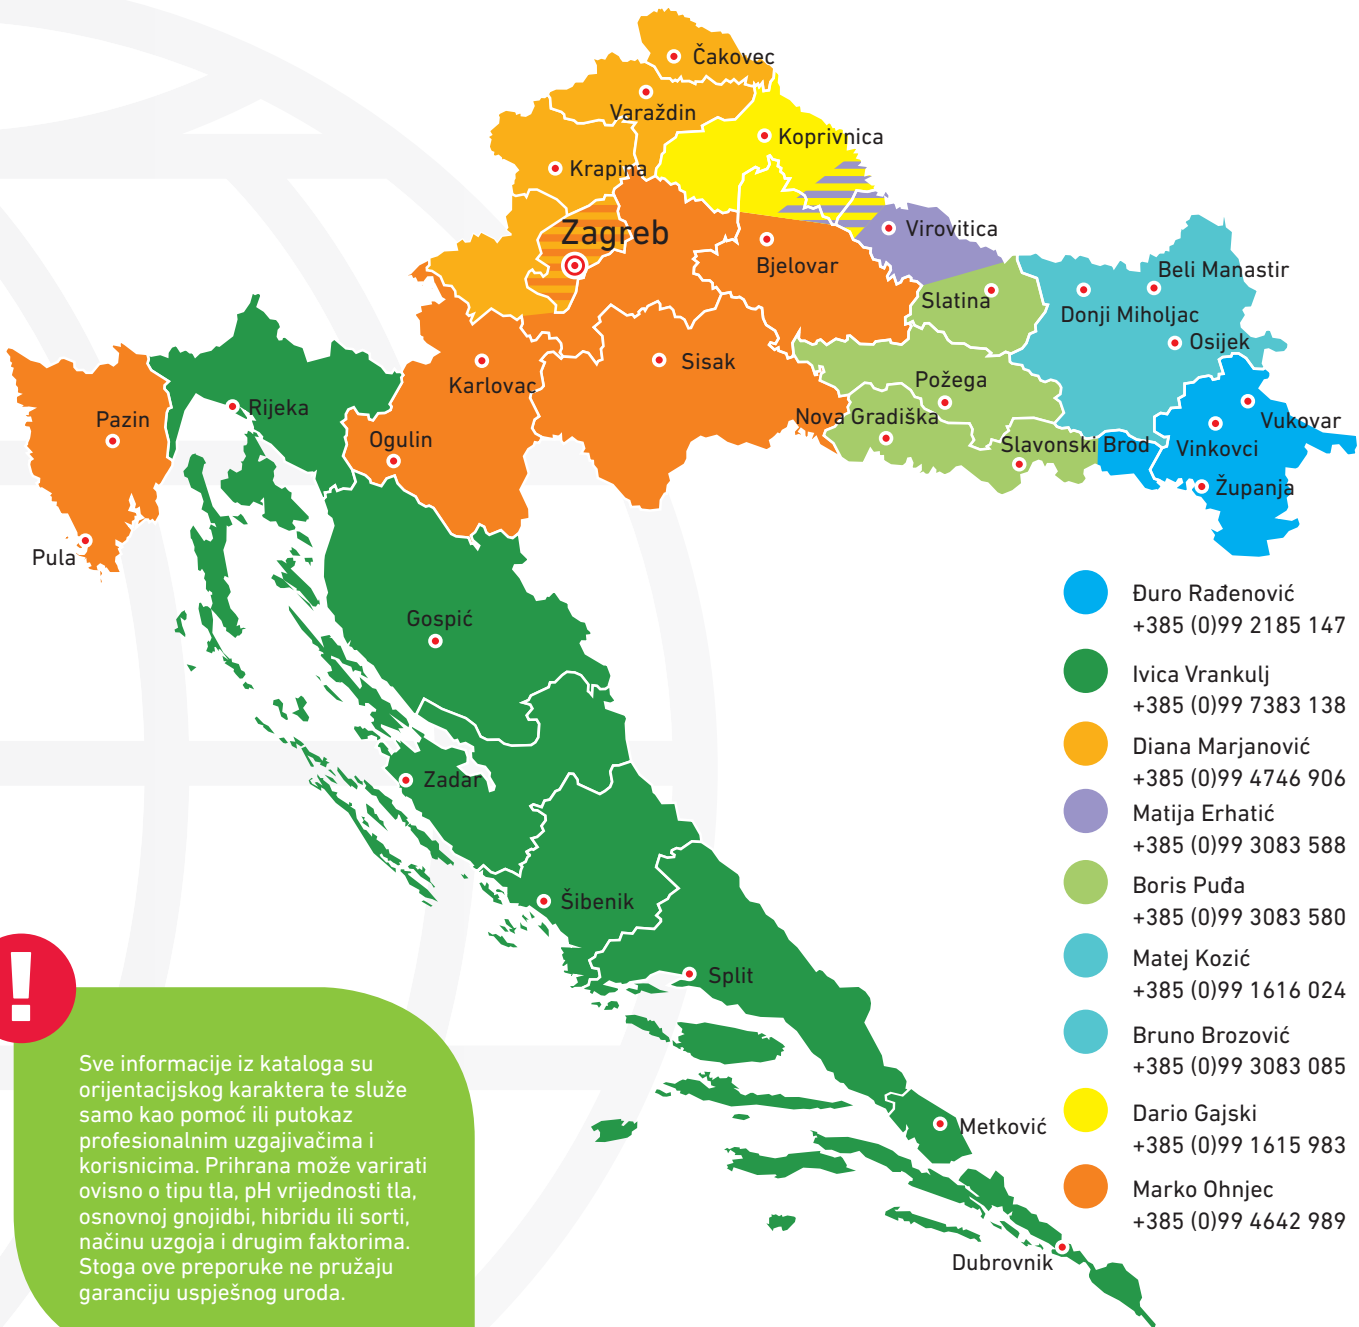 Čakovec
Varaždin
Koprivnica
Krapina
Zagreb
Virovitica
Bjelovar
Beli Manastir
Slatina
Donji Miholjac
Osijek
Sisak
Karlovac
Požega
Rijeka
Pazin
Nova Gradiška
Vukovar
Ogulin
Slavonski Brod
Vinkovci
Županja
Pula
Gospić
Zadar
Šibenik
Split
Metković
Dubrovnik
Đuro Rađenović
+385 (0)99 2185 147
Ivica Vrankulj
+385 (0)99 7383 138
Diana Marjanović
+385 (0)99 4746 906
Matija Erhatić
+385 (0)99 3083 588
Boris Puđa
+385 (0)99 3083 580
Matej Kozić
+385 (0)99 1616 024
Bruno Brozović
+385 (0)99 3083 085
Dario Gajski
+385 (0)99 1615 983
Marko Ohnjec
+385 (0)99 4642 989
!
Sve informacije iz kataloga su
orijentacijskog karaktera te služe
samo kao pomoć ili putokaz
profesionalnim uzgajivačima i
korisnicima. Prihrana može varirati
ovisno o tipu tla, pH vrijednosti tla,
osnovnoj gnojidbi, hibridu ili sorti,
načinu uzgoja i drugim faktorima.
Stoga ove preporuke ne pružaju
garanciju uspješnog uroda.